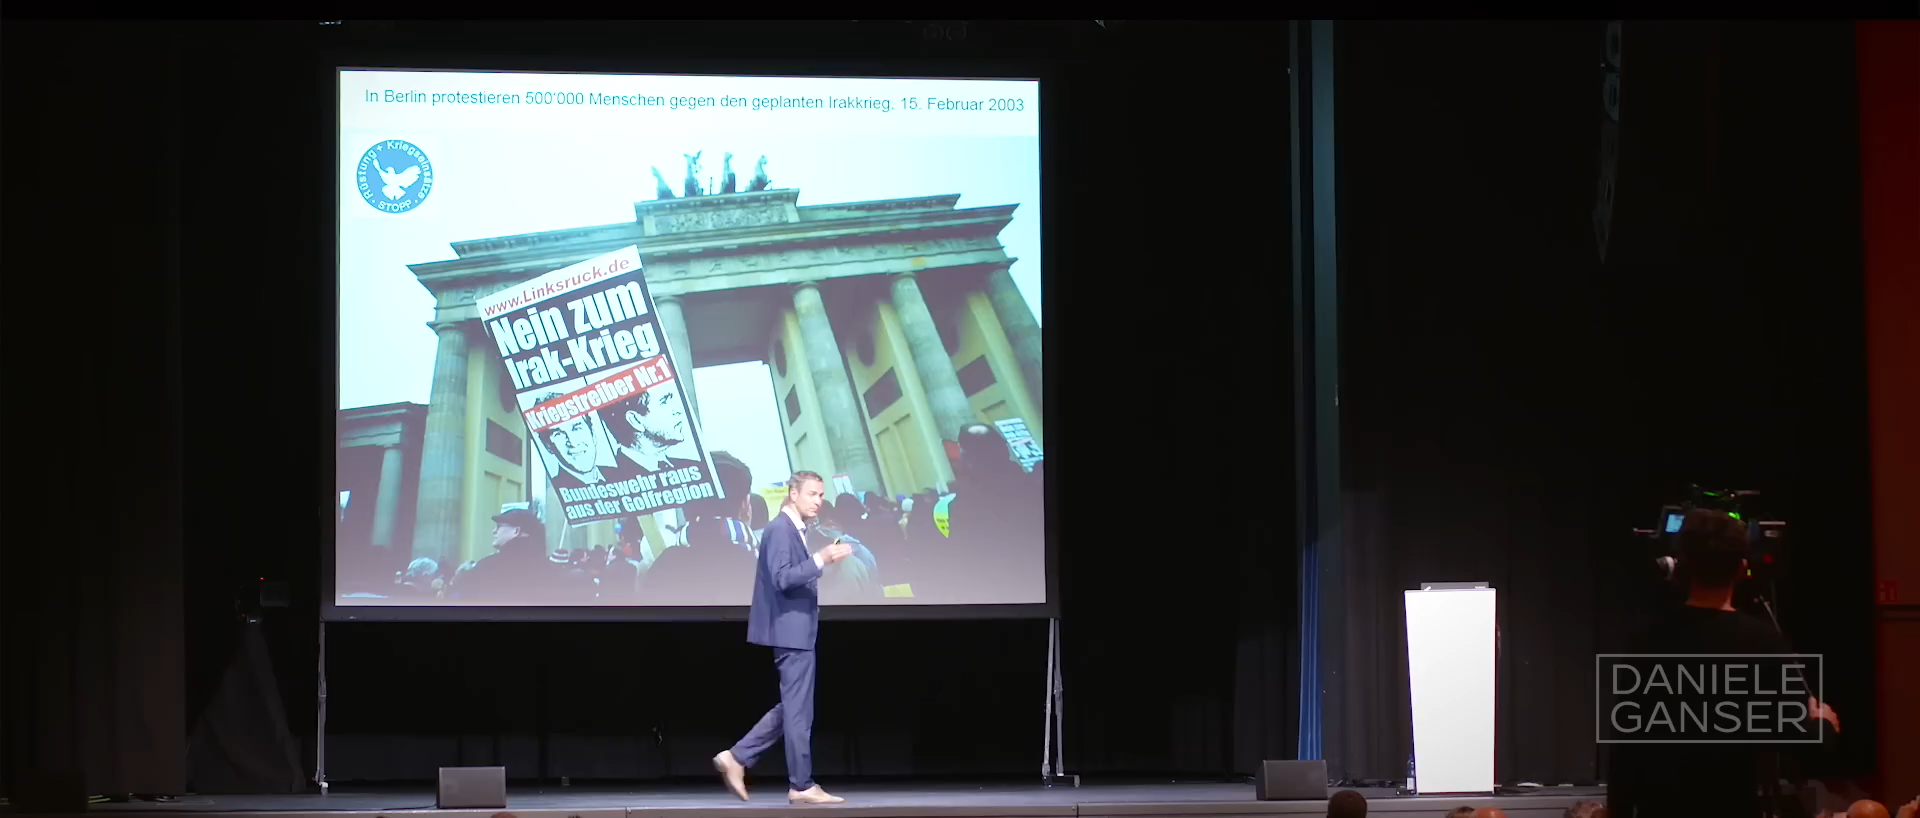 In Berlin protestieren 500'000 Menschen gegen den geplanten Irakkrieg, 15. Februar 2003
Rüstung + Kriegseinsätze
STOPP
www.Linksruck.de
Nein zum
Irak-Krieg
Kriegstreiber Nr.1
Bundeswehr raus
aus der Golfregion
DANIELE
GANSER